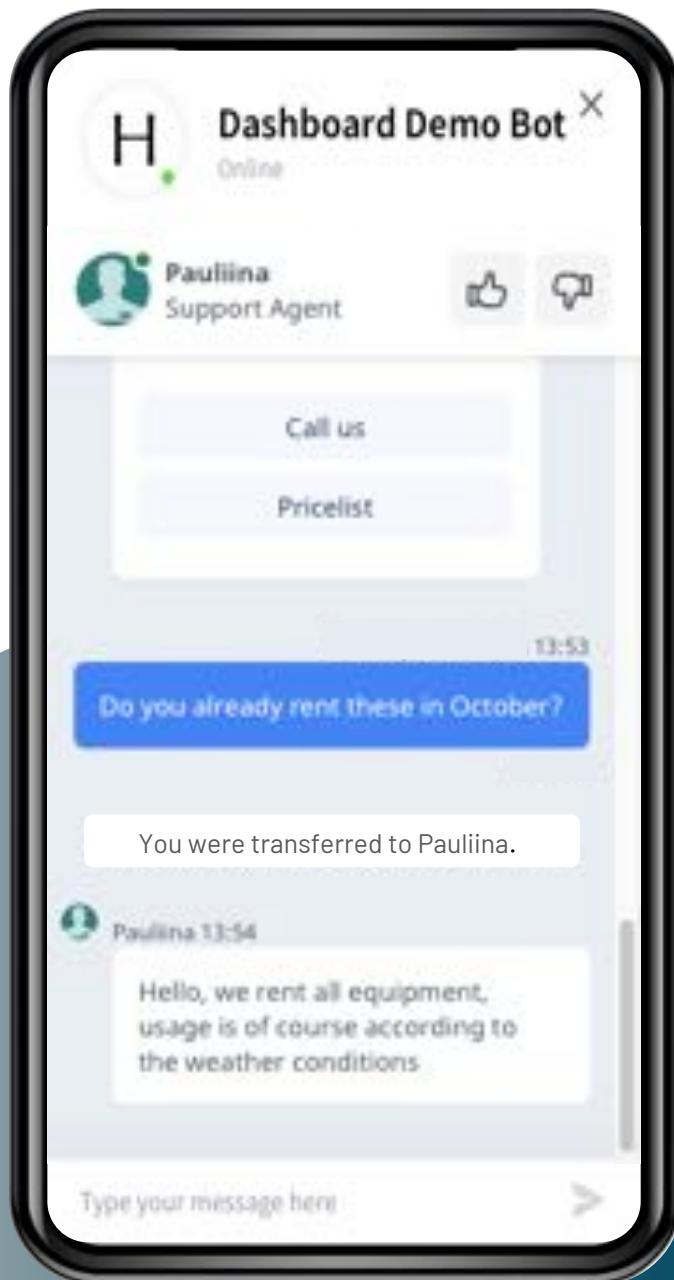 H
Dashboard Demo Bot
Online
Pauliina
Support Agent
Call us
Pricelist
13:53
Do you already rent these in October?
You were transferred to Pauliina.
Pauliina 13:54
Hello, we rent all equipment,
usage is of course according to
the weather conditions
Type your message here